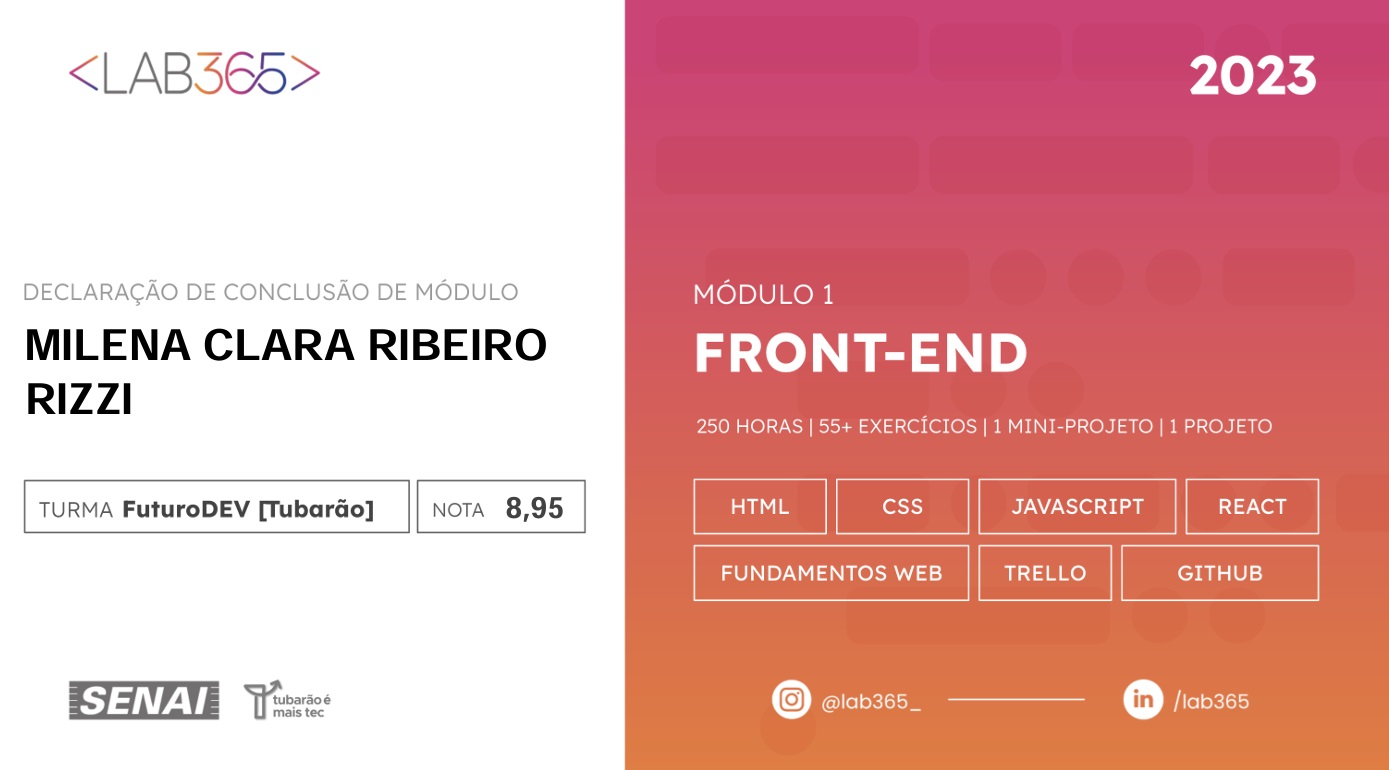 <LAB365>
DECLARAÇÃO DE CONCLUSÃO DE MÓDULO
MILENA CLARA RIBEIRO
RIZZI
TURMA FuturoDEV [Tubarão]
NOTA 8,95
SENAI
tubarão é
mais tec
2023
MÓDULO 1
FRONT-END
250 HORAS | 55+ EXERCÍCIOS | 1 MINI-PROJETO | 1 PROJETO
HTML CSS JAVASCRIPT REACT
FUNDAMENTOS WEB TRELLO GITHUB
@lab365_ in /lab365